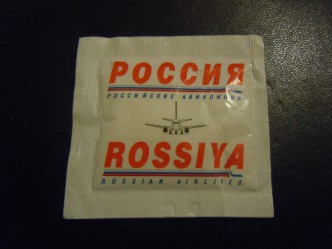 РОССИЯ
РОССИЙСКИЕ АВИАЛИНИИ
ROSSIYA
RUSSIAN AIRLINES